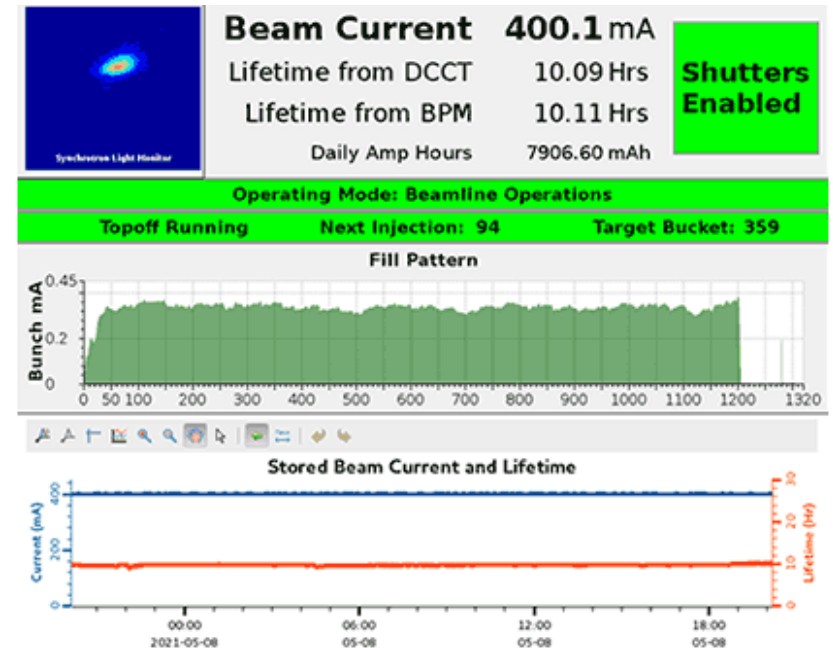 Beam Current 400.1 mA
Lifetime from DCCT 10.09 Hrs
Lifetime from BPM 10.11 Hrs
Daily Amp Hours 7906.60 mAh
Shutters
Enabled
Synchrotron Light Monitor
Operating Mode: Beamline Operations
Topoff Running Next Injection: 94 Target Bucket: 359
Fill Pattern
Bunch mA
0.45
0.2
0
0 50 100 200 300 400 500 600 700 800 900 1000 1100 1200 1320
Stored Beam Current and Lifetime
Current (mA)
400
200
0
30
20
10
0
Lifetime (Hr)
00:00 06:00 12:00 18:00
2021-05-08 05-08 05-08 05-08